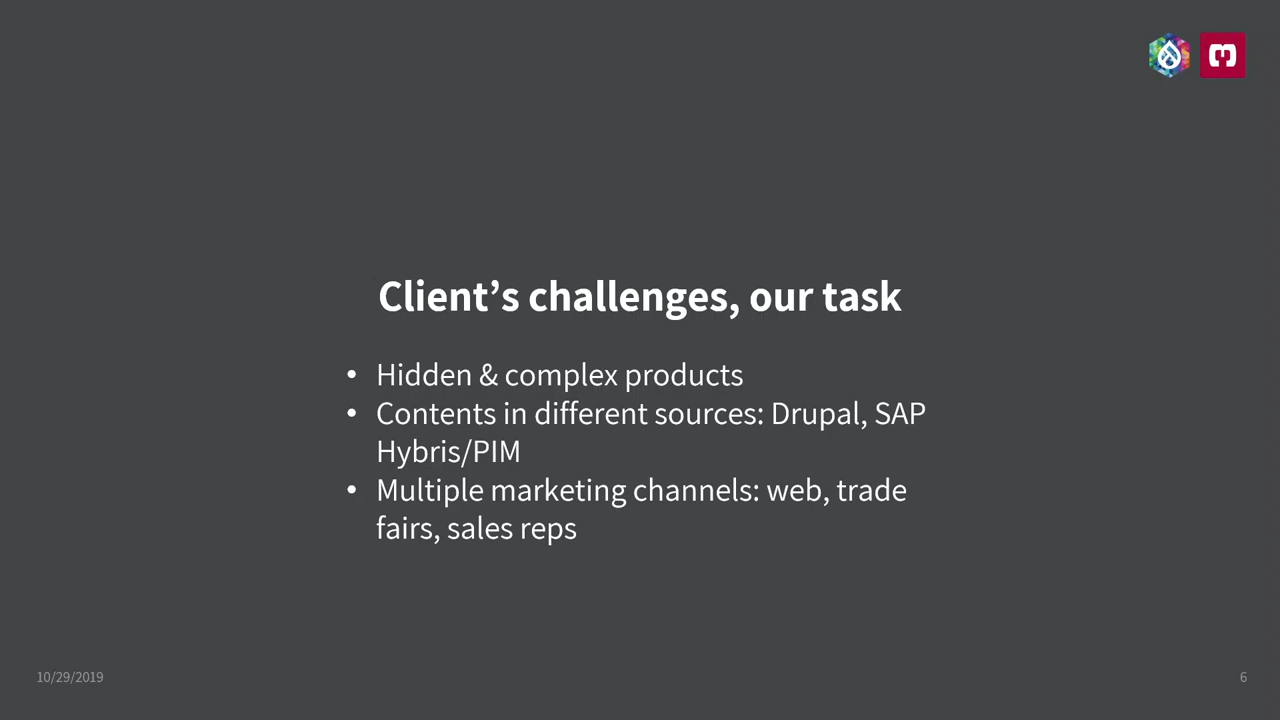 Client’s challenges, our task
• Hidden & complex products
• Contents in different sources: Drupal, SAP
Hybris/PIM
• Multiple marketing channels: web, trade
fairs, sales reps
10/29/2019
6